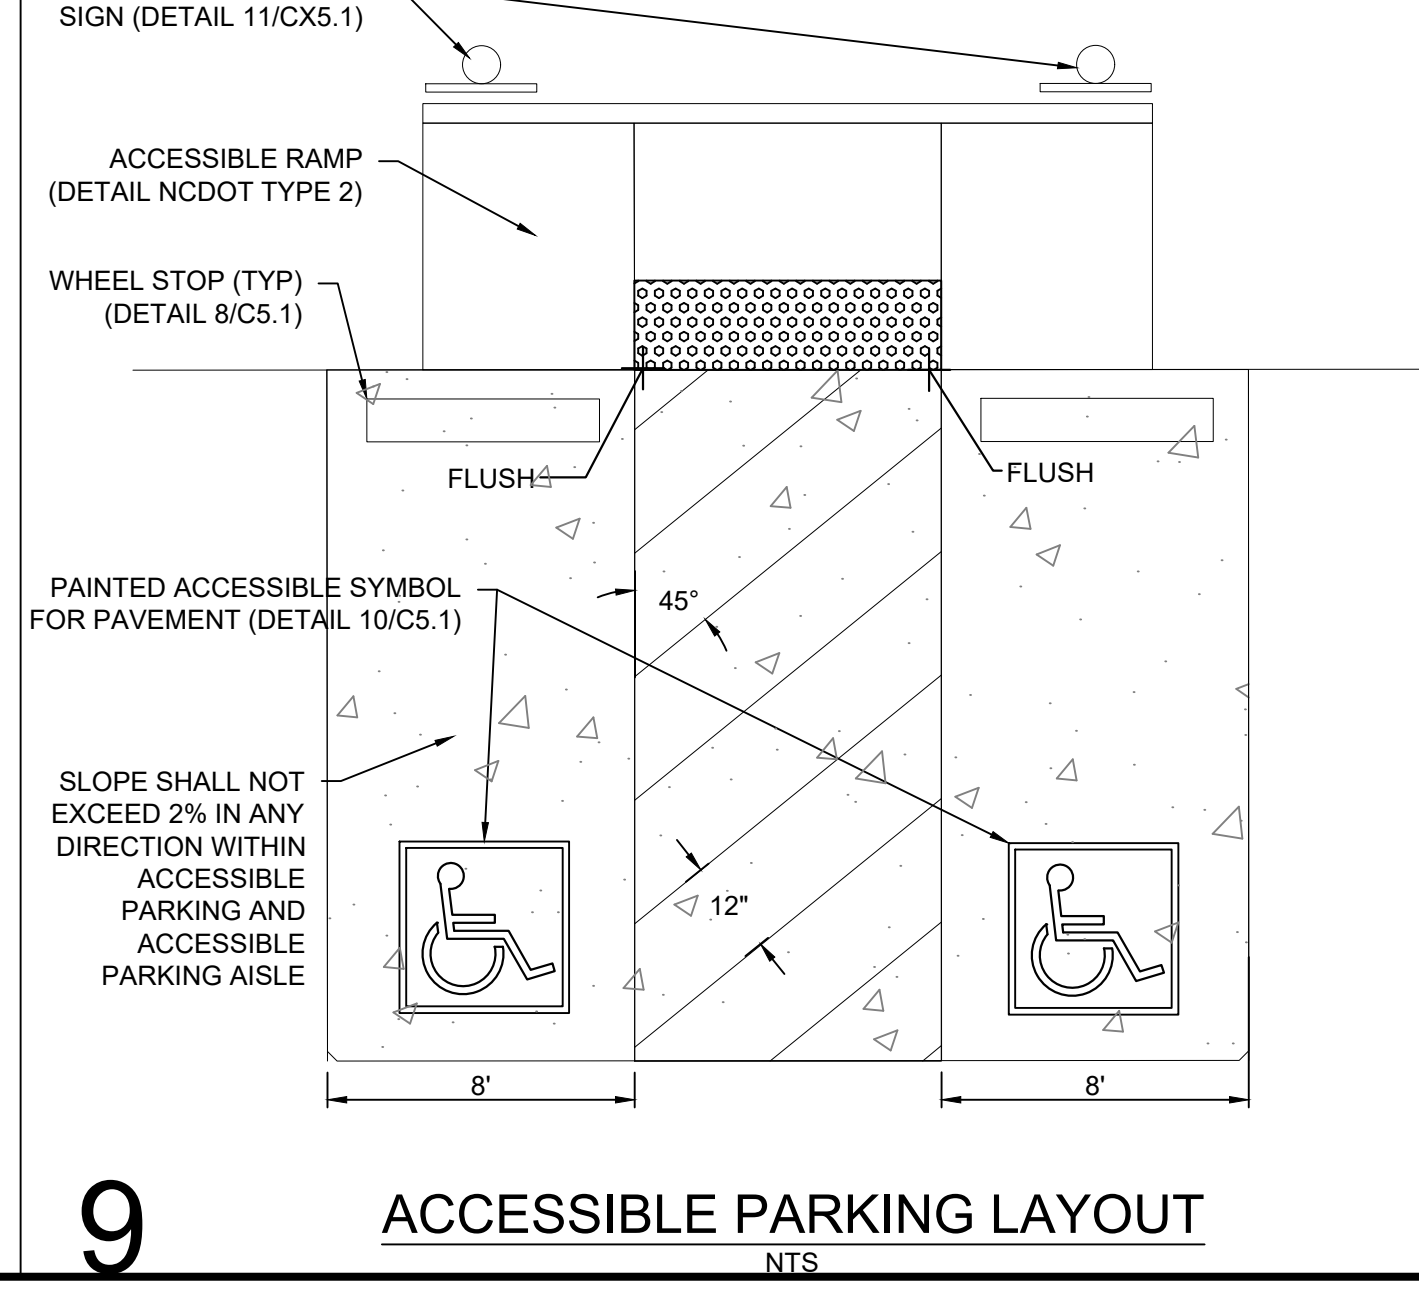 SIGN (DETAIL 11/CX5.1)
ACCESSIBLE RAMP
(DETAIL NCDOT TYPE 2)
WHEEL STOP (TYP)
(DETAIL 8/C5.1)
FLUSH
FLUSH
PAINTED ACCESSIBLE SYMBOL
FOR PAVEMENT (DETAIL 10/C5.1)
45°
SLOPE SHALL NOT
EXCEED 2% IN ANY
DIRECTION WITHIN
ACCESSIBLE
PARKING AND
ACCESSIBLE
PARKING AISLE
12"
8'
8'
9
ACCESSIBLE PARKING LAYOUT
NTS